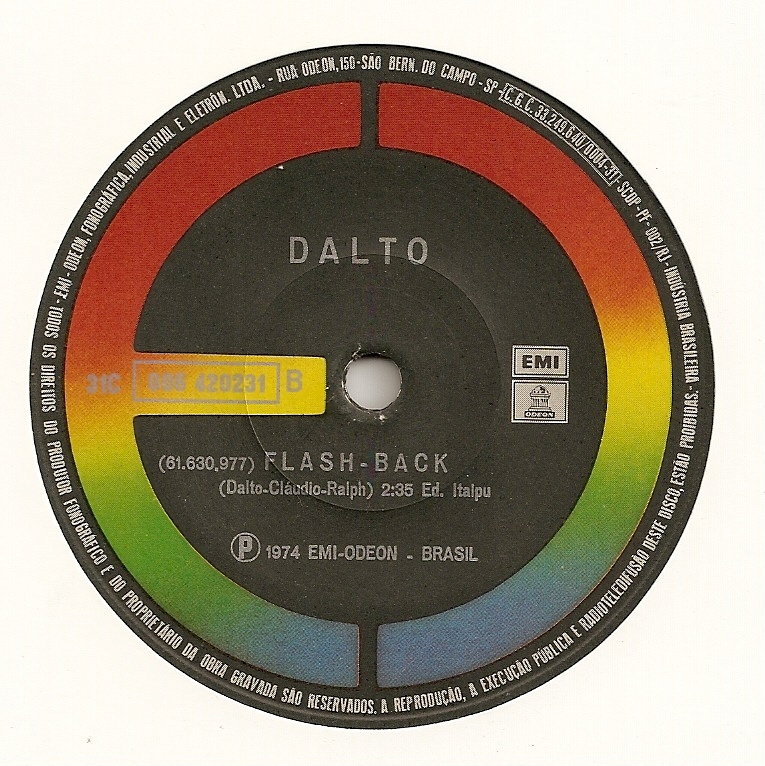 TODOS OS DIREITOS DO PRODUTOR FONOGRÁFICO E DO PROPRIETÁRIO DA OBRA GRAVADA SÃO RESERVADOS. A REPRODUÇÃO, A EXECUÇÃO PÚBLICA E RADIOTELEDIFUSÃO DESTE DISCO, ESTÃO PROIBIDAS. - INDÚSTRIA BRASILEIRA
EMI - ODEON, FONOGRÁFICA, INDUSTRIAL E ELETRÔN. LTDA. - RUA ODEON, 150 - SÃO BERN. DO CAMPO - SP - C.G.C. 33.249.640/0004-31 - SCDP - PF - 002/RJ -
DALTO
EMI
ODEON
31C 006 420231 B
(61.630,977) FLASH-BACK
(Dalto-Cláudio-Ralph) 2:35 Ed. Itaipu
Ⓟ 1974 EMI-ODEON - BRASIL